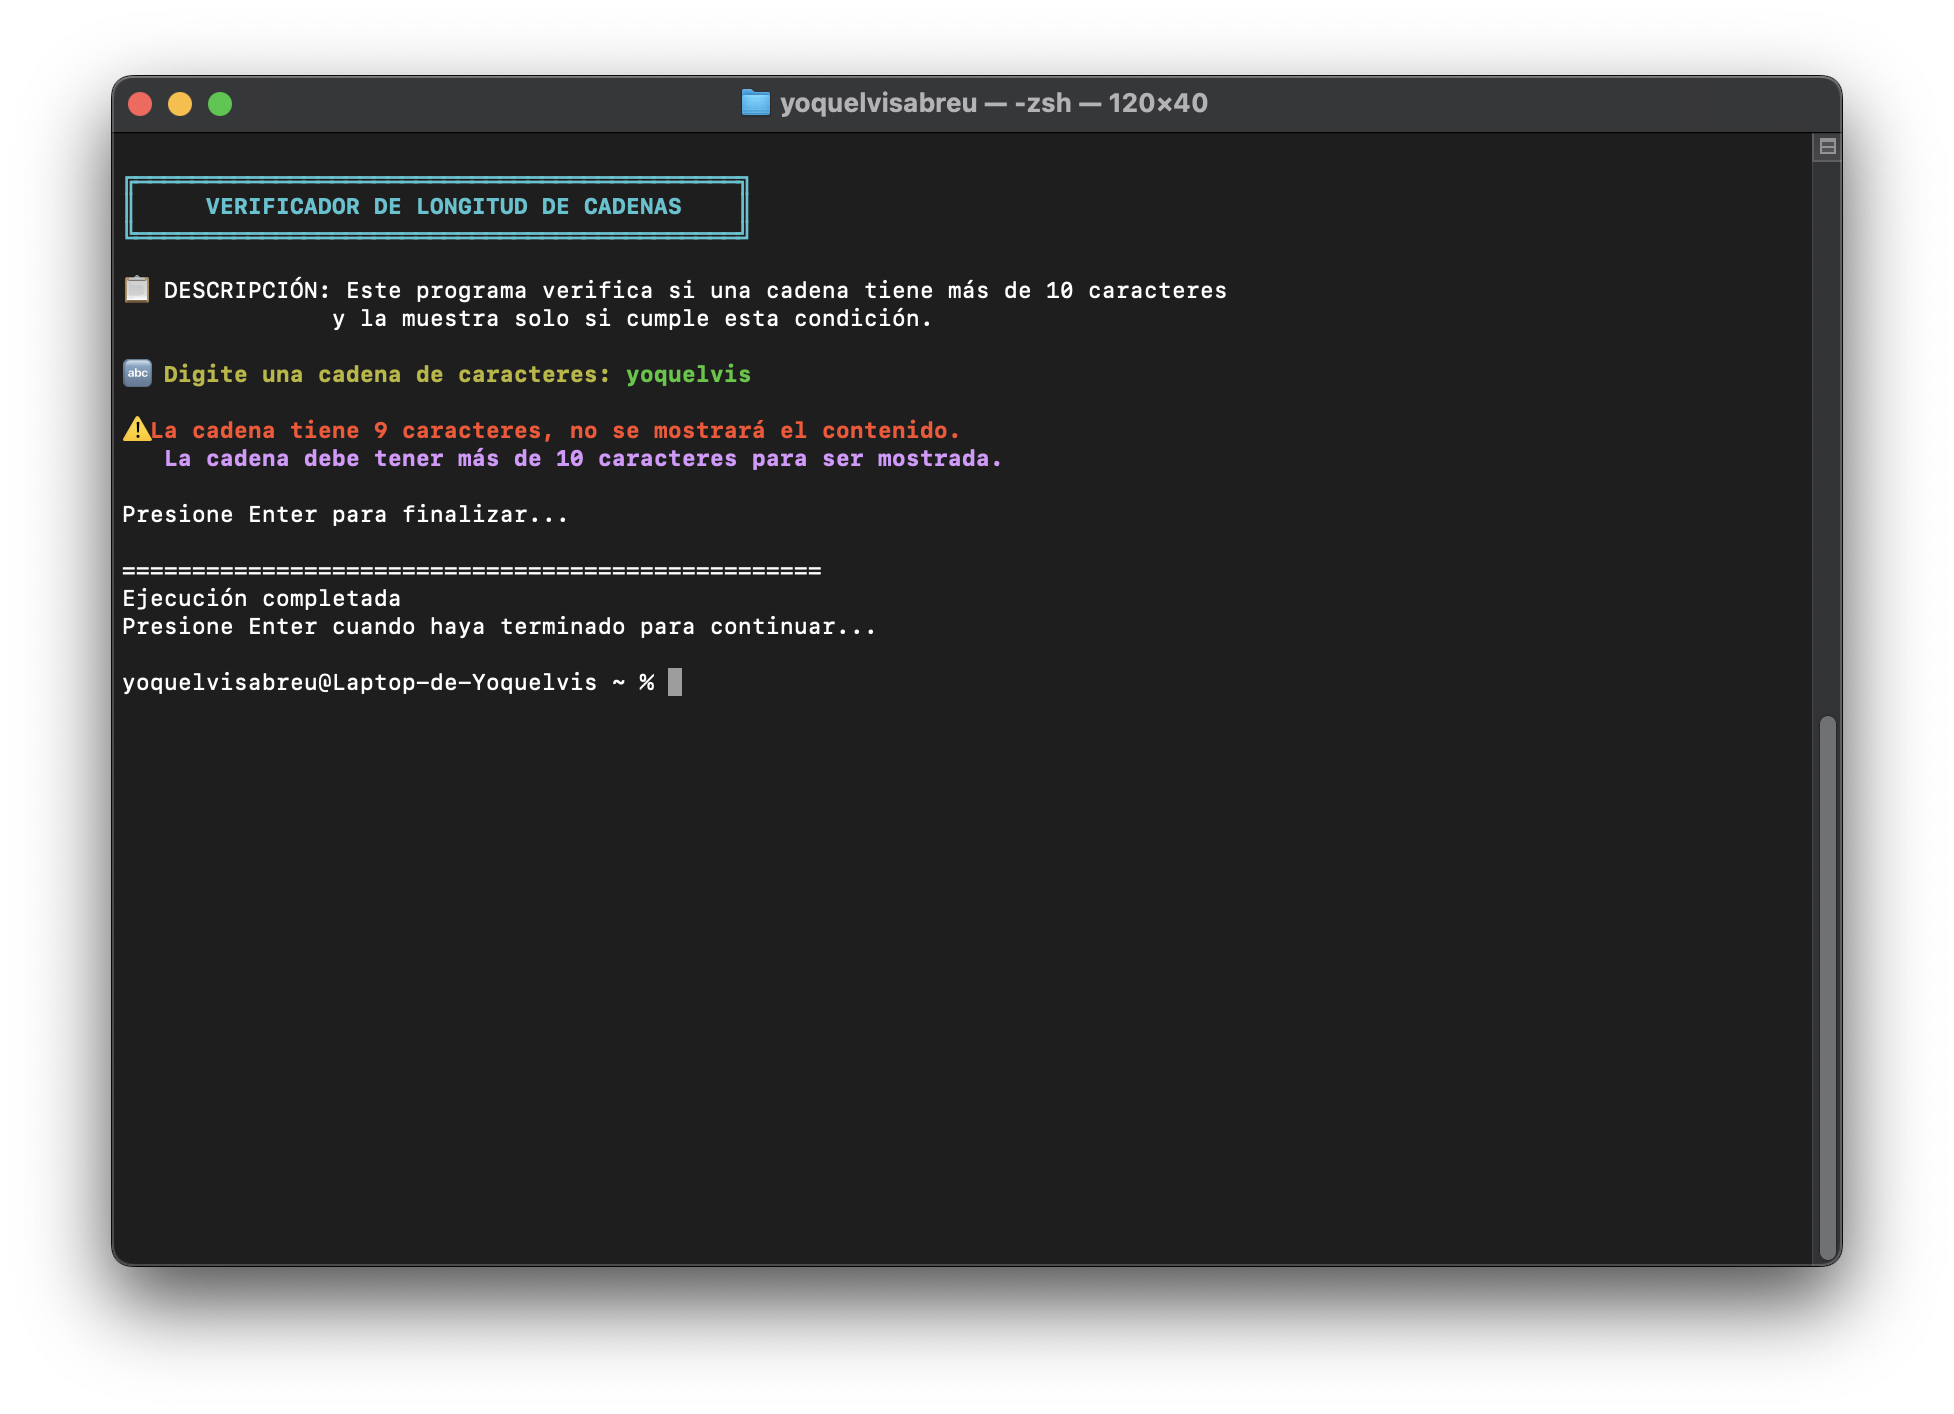 yoquelvisabreu — -zsh — 120×40
VERIFICADOR DE LONGITUD DE CADENAS
📋 DESCRIPCIÓN: Este programa verifica si una cadena tiene más de 10 caracteres
y la muestra solo si cumple esta condición.
🔤 Digite una cadena de caracteres: yoquelvis
⚠️La cadena tiene 9 caracteres, no se mostrará el contenido.
La cadena debe tener más de 10 caracteres para ser mostrada.
Presione Enter para finalizar...
==================================================
Ejecución completada
Presione Enter cuando haya terminado para continuar...
yoquelvisabreu@Laptop-de-Yoquelvis ~ %